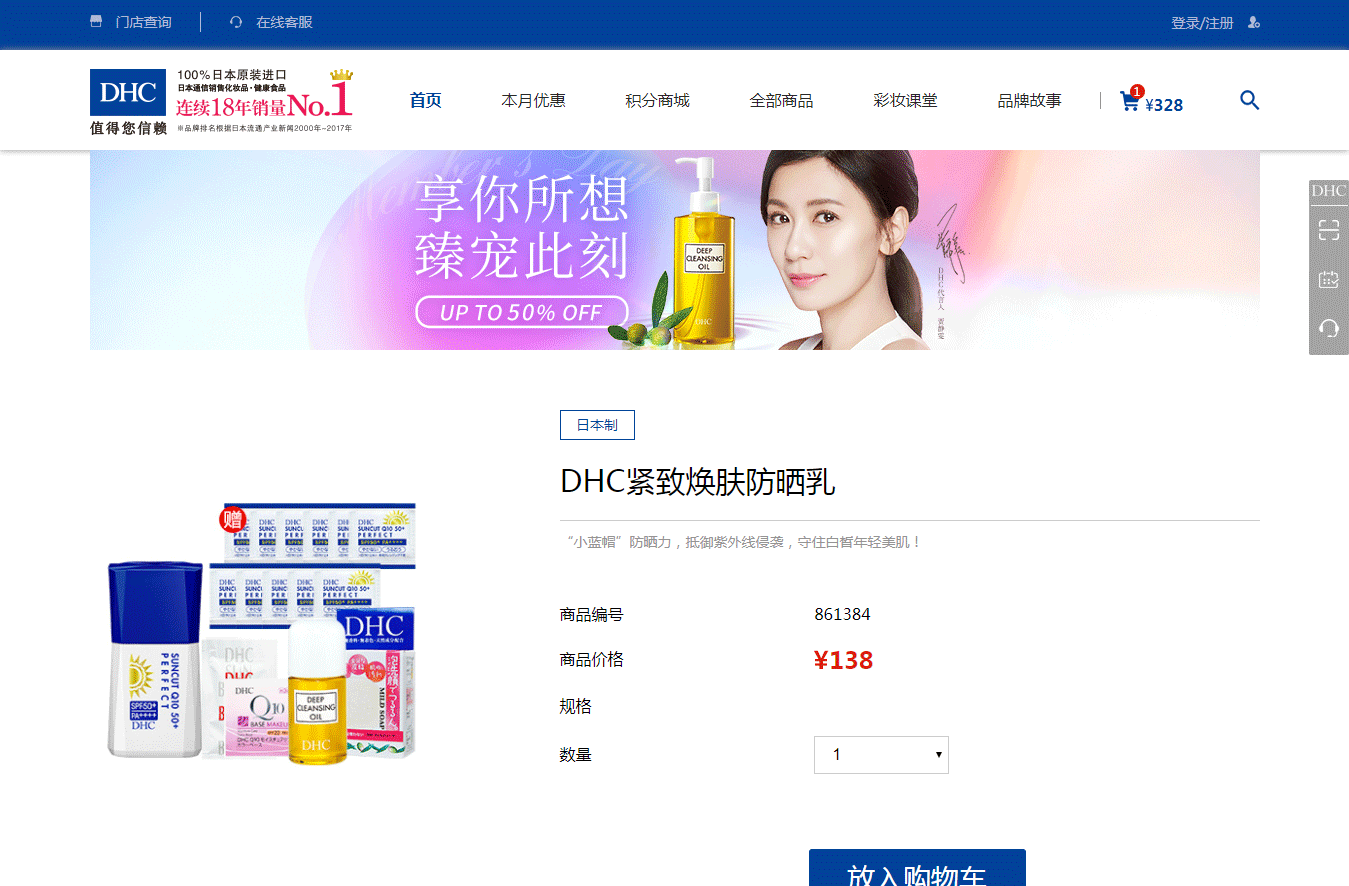 门店查询
在线客服
登录/注册
DHC
值得您信赖
100%日本原装进口
日本通信销售化妆品·健康食品
连续18年销量No.1
※品牌排名根据日本流通产业新闻2000年~2017年
首页
本月优惠
积分商城
全部商品
彩妆课堂
品牌故事
1
¥328
享你所想
臻宠此刻
UP TO 50% OFF
DEEP
CLEANSING
OIL
DHC
DHC代言人 贾静雯
DHC
日本制
DHC紧致焕肤防晒乳
“小蓝帽”防晒力，抵御紫外线侵袭，守住白皙年轻美肌！
赠
SUNCUT Q10 50+
PERFECT
SPF50+
PA++++
DHC
DHC
Q10
BASE MAKEUP
DEEP
CLEANSING
OIL
DHC
DHC
MILD SOAP
商品编号
861384
商品价格
¥138
规格
数量
1
放入购物车